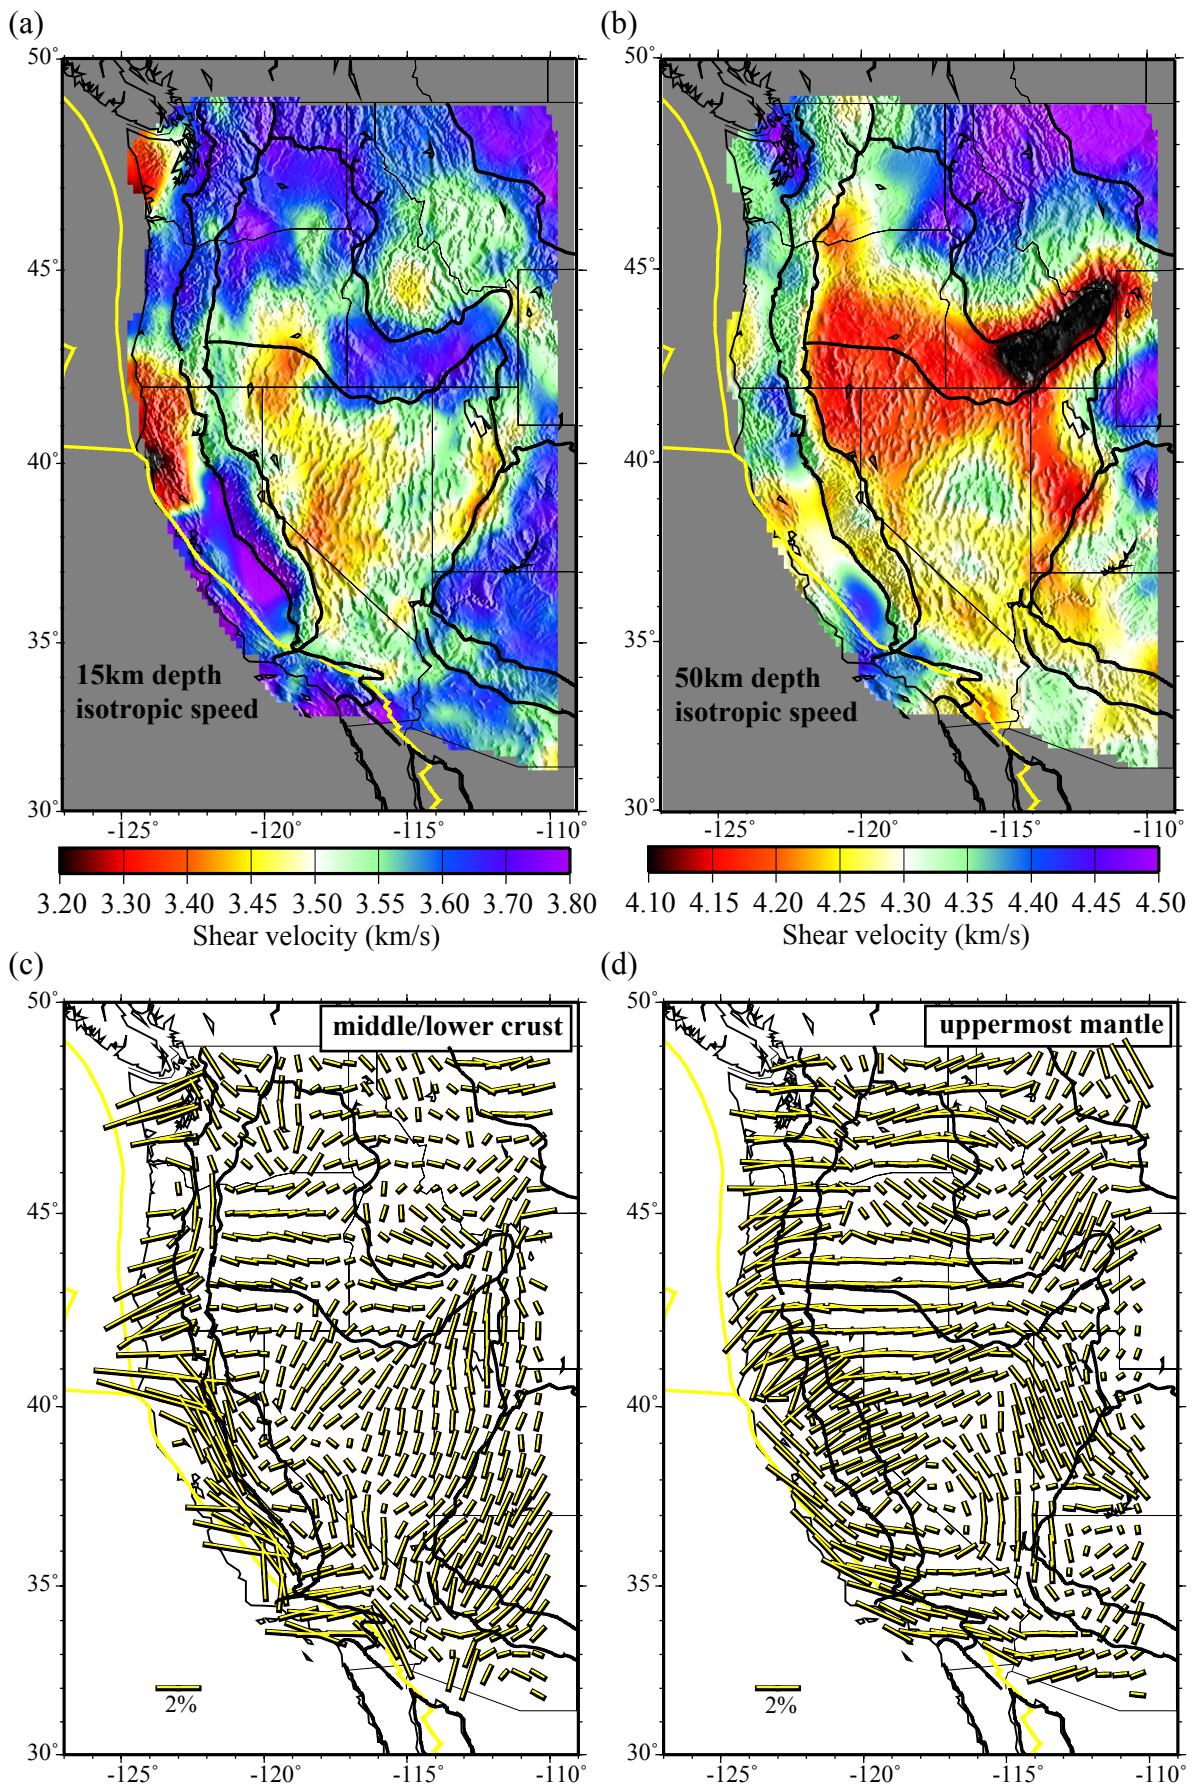 (a)
(b)
50°
45°
40°
35°
30°
15km depth
isotropic speed
-125°
-120°
-115°
-110°
50°
45°
40°
35°
30°
50km depth
isotropic speed
-125°
-120°
-115°
-110°
3.20 3.30 3.40 3.45 3.50 3.55 3.60 3.70 3.80
Shear velocity (km/s)
4.10 4.15 4.20 4.25 4.30 4.35 4.40 4.45 4.50
Shear velocity (km/s)
(c)
(d)
50°
45°
40°
35°
30°
middle/lower crust
2%
-125°
-120°
-115°
-110°
50°
45°
40°
35°
30°
uppermost mantle
2%
-125°
-120°
-115°
-110°